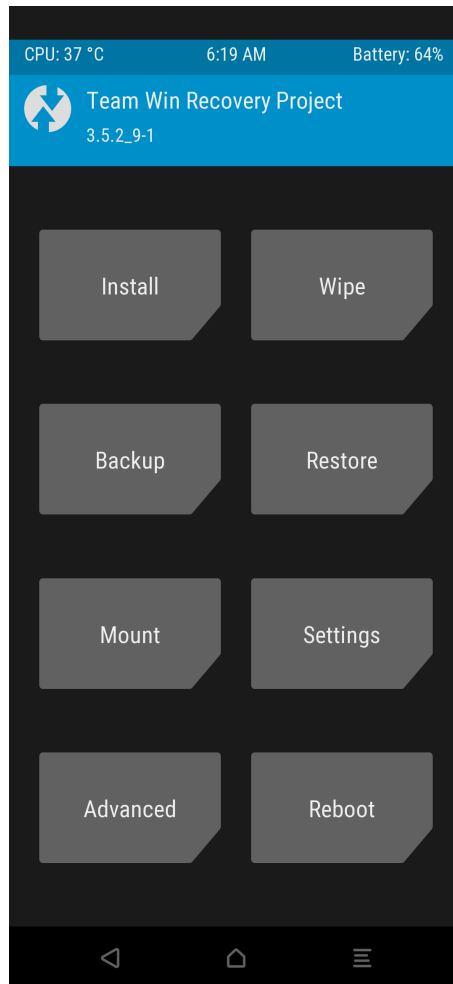 CPU: 37 °C 6:19 AM Battery: 64%
Team Win Recovery Project
3.5.2_9-1
Install Wipe
Backup Restore
Mount Settings
Advanced Reboot